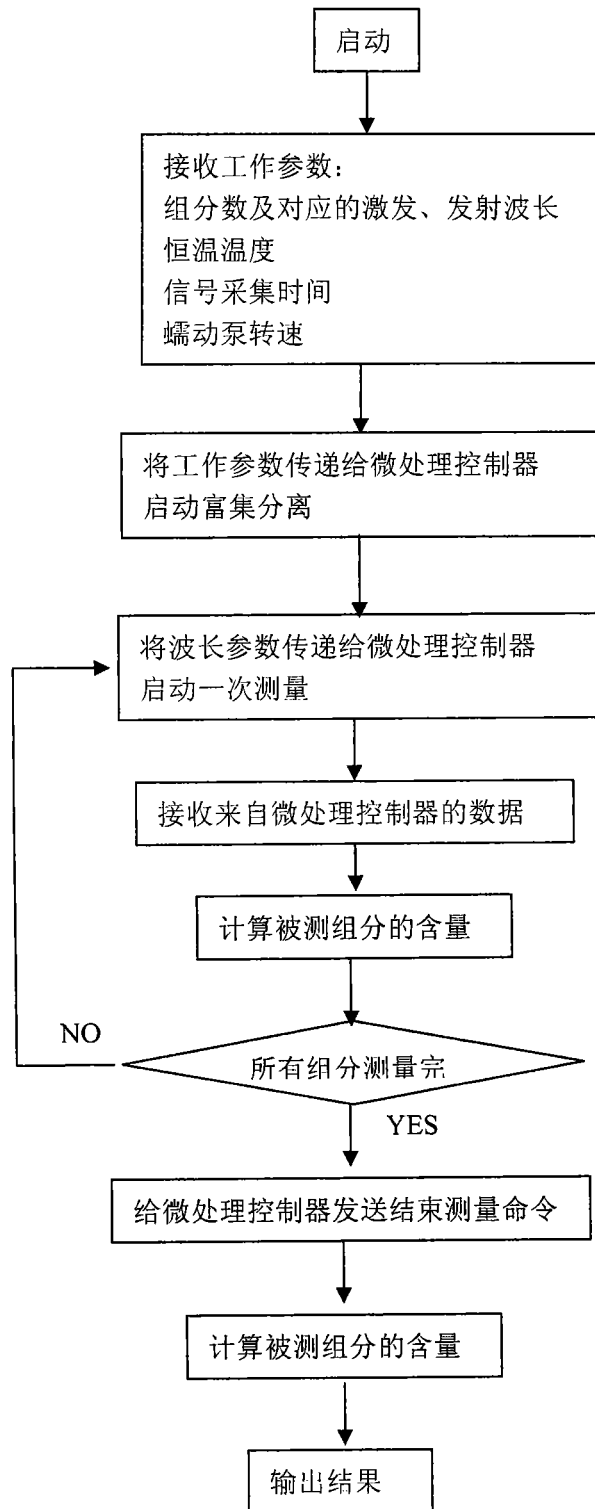 启动
接收工作参数：
组分数及对应的激发、发射波长
恒温温度
信号采集时间
蠕动泵转速
将工作参数传递给微处理控制器
启动富集分离
将波长参数传递给微处理控制器
启动一次测量
接收来自微处理控制器的数据
计算被测组分的含量
NO
所有组分测量完
YES
给微处理控制器发送结束测量命令
计算被测组分的含量
输出结果